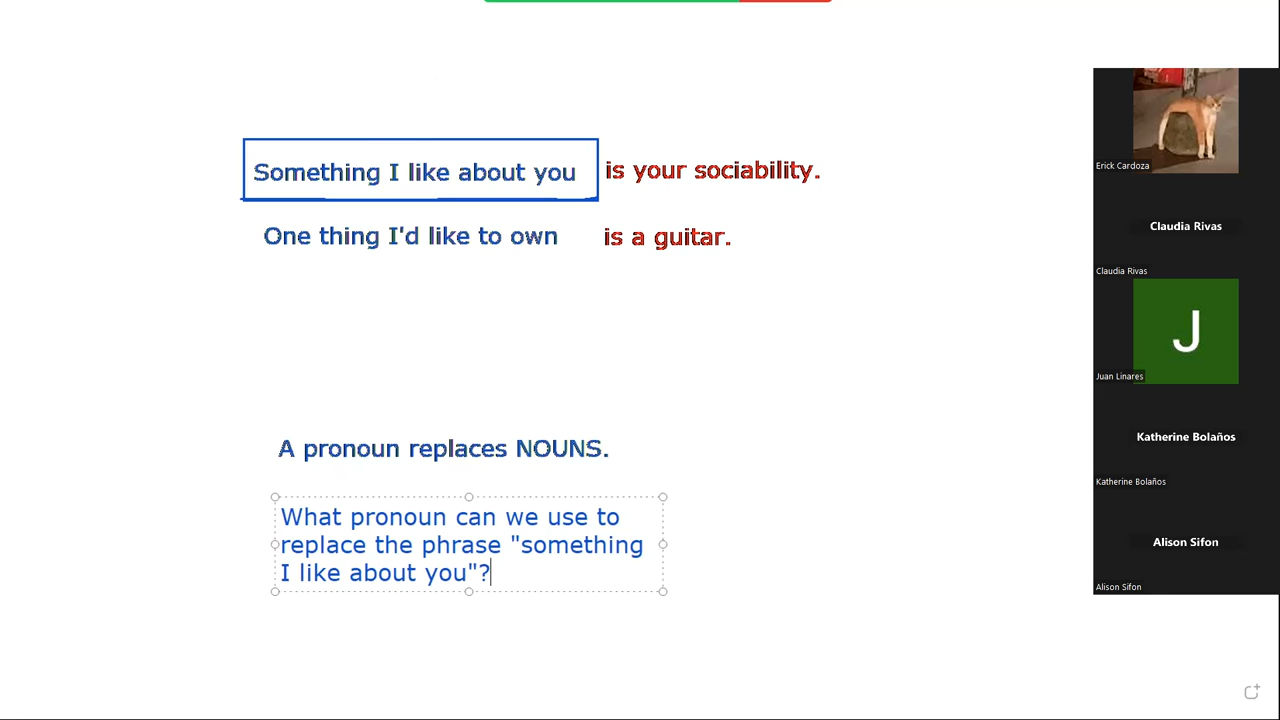 Something I like about you is your sociability.
One thing I'd like to own is a guitar.
A pronoun replaces NOUNS.
What pronoun can we use to
replace the phrase "something
I like about you"?
Erick Cardoza
Claudia Rivas
Claudia Rivas
J
Juan Linares
Katherine Bolaños
Katherine Bolaños
Alison Sifon
Alison Sifon